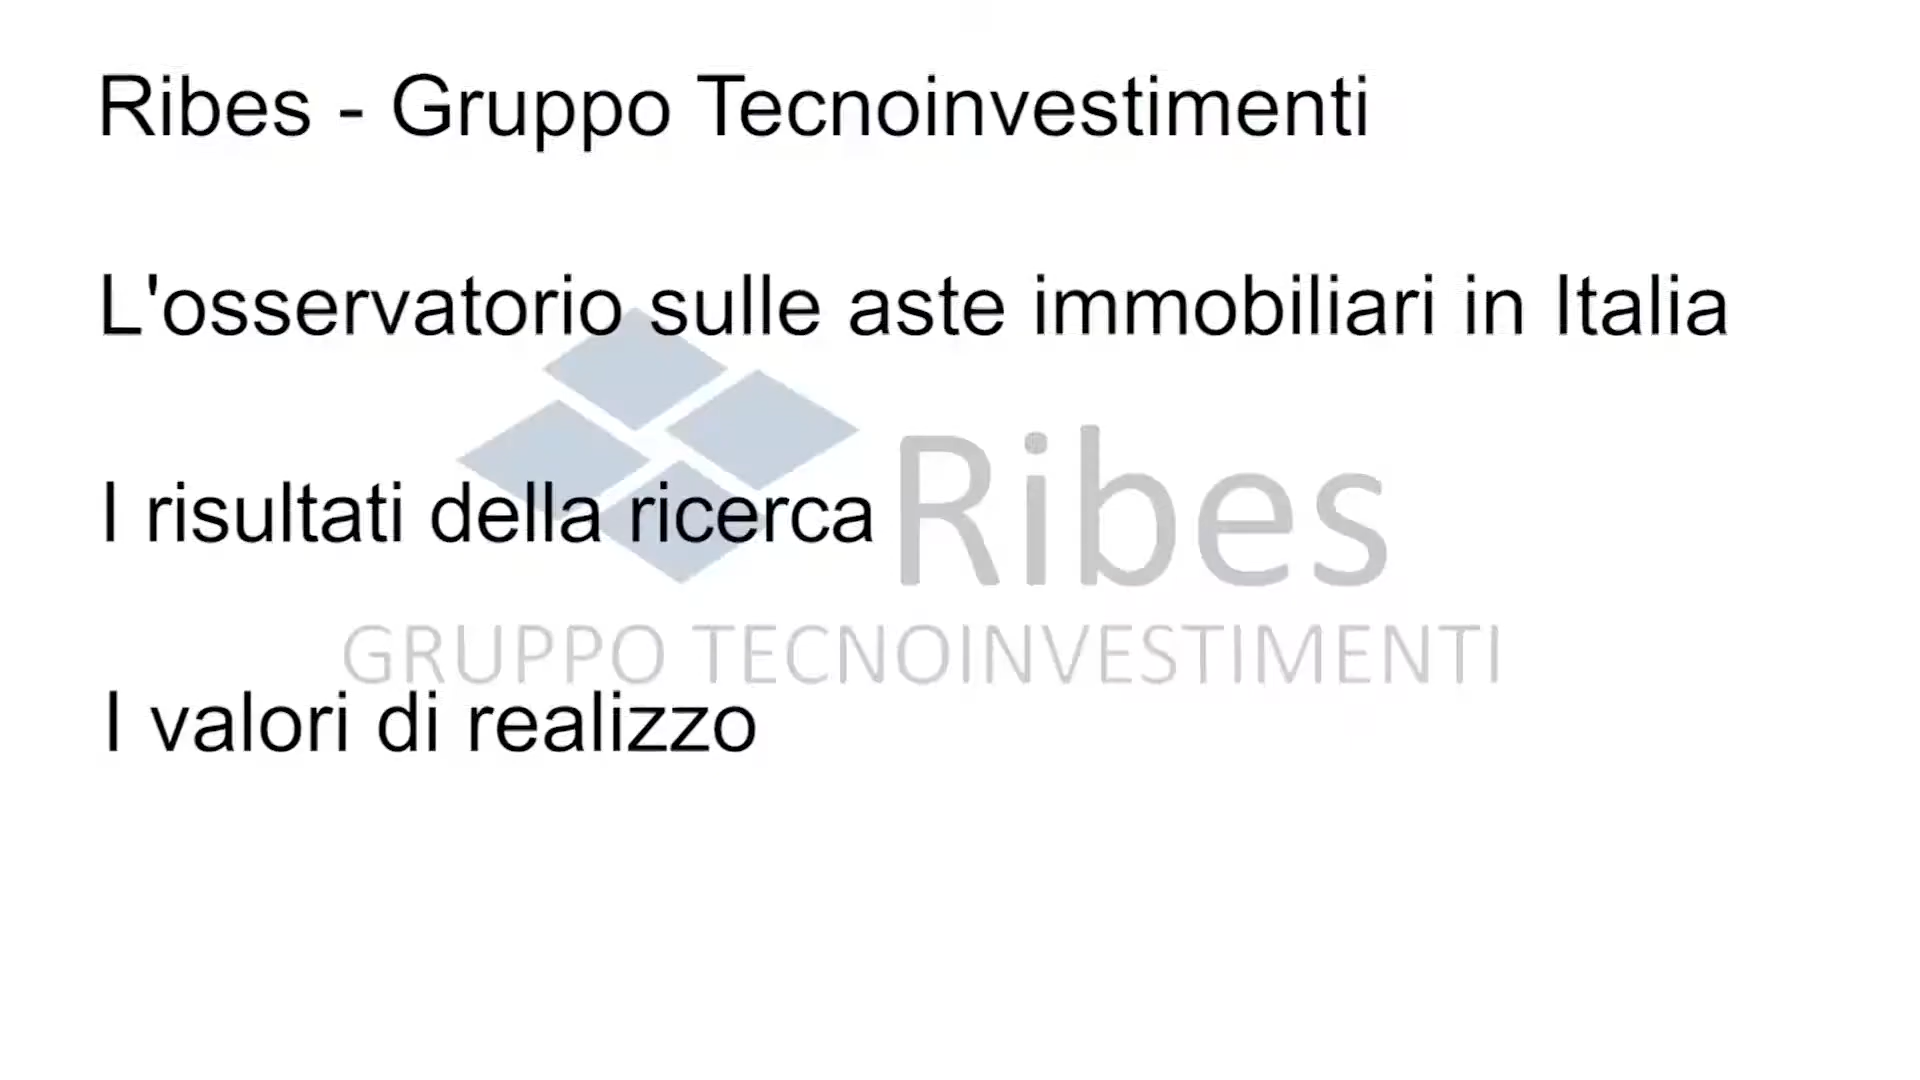 Ribes - Gruppo Tecnoinvestimenti
L'osservatorio sulle aste immobiliari in Italia
I risultati della ricerca
Ribes
GRUPPO TECNOINVESTIMENTI
I valori di realizzo